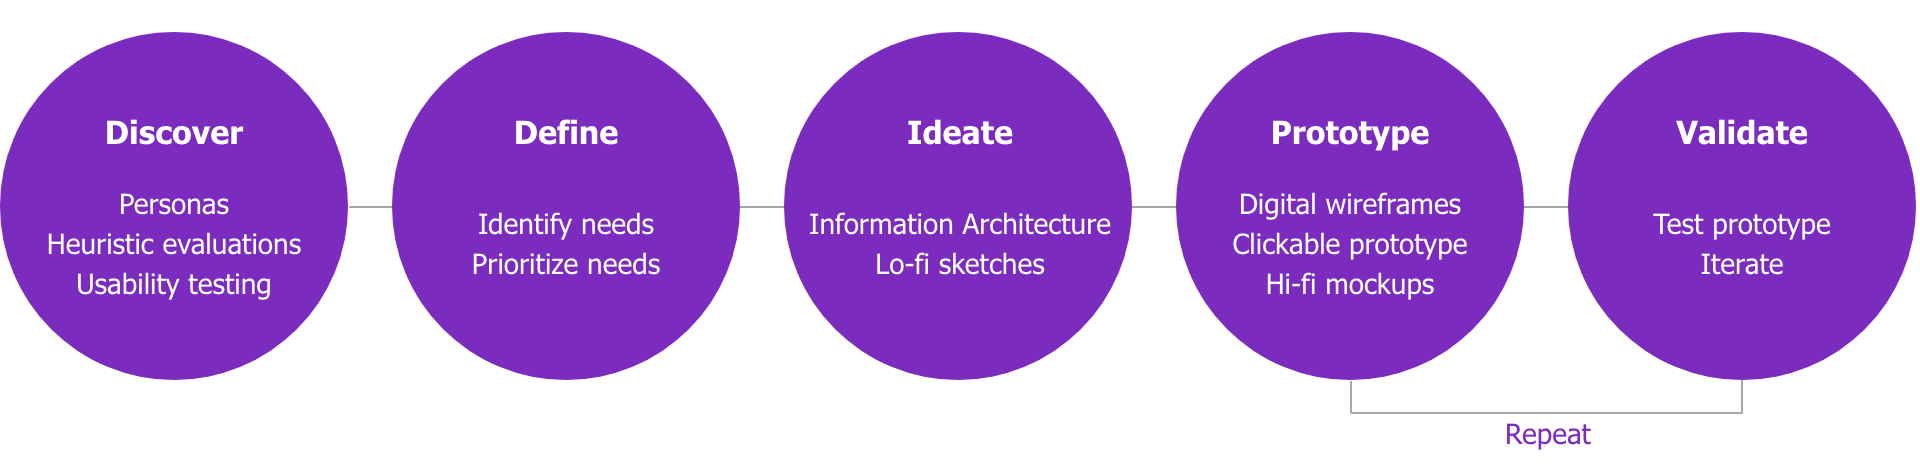 Discover
Personas
Heuristic evaluations
Usability testing
Define
Identify needs
Prioritize needs
Ideate
Information Architecture
Lo-fi sketches
Prototype
Digital wireframes
Clickable prototype
Hi-fi mockups
Validate
Test prototype
Iterate
Repeat